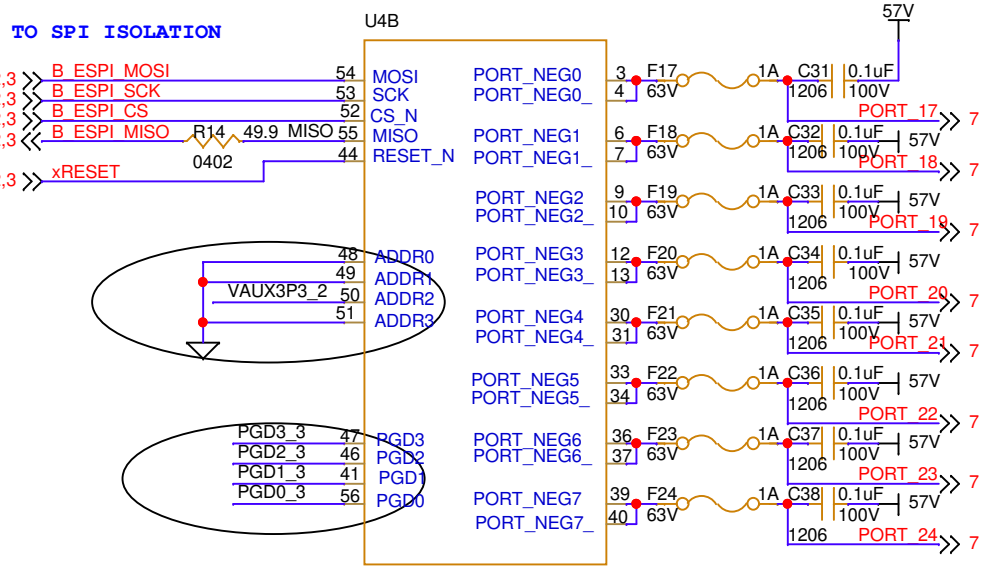 57V
U4B
TO SPI ISOLATION
,3 B_ESPI_MOSI 54 MOSI PORT_NEG0 3 F17 1A C31 0.1uF
,3 B_ESPI_SCK 53 SCK PORT_NEG0_ 4 63V 1206 100V
,3 B_ESPI_CS 52 CS_N PORT_17 7
,3 B_ESPI_MISO R14 49.9 MISO 55 MISO PORT_NEG1 6 F18 1A C32 0.1uF 57V
0402 44 RESET_N PORT_NEG1_ 7 63V 1206 100V
,3 xRESET PORT_18 7
PORT_NEG2 9 F19 1A C33 0.1uF 57V
PORT_NEG2_ 10 63V 1206 100V
PORT_19 7
48 ADDR0 PORT_NEG3 12 F20 1A C34 0.1uF 57V
49 ADDR1 PORT_NEG3_ 13 63V 1206 100V
VAUX3P3_2 50 ADDR2 PORT_20 7
51 ADDR3 PORT_NEG4 30 F21 1A C35 0.1uF 57V
PORT_NEG4_ 31 63V 1206 100V
PORT_21 7
PORT_NEG5 33 F22 1A C36 0.1uF 57V
PORT_NEG5_ 34 63V 1206 100V
PORT_22 7
PGD3_3 47 PGD3 PORT_NEG6 36 F23 1A C37 0.1uF 57V
PGD2_3 46 PGD2 PORT_NEG6_ 37 63V 1206 100V
PGD1_3 41 PGD1 PORT_23 7
PGD0_3 56 PGD0 PORT_NEG7 39 F24 1A C38 0.1uF 57V
PORT_NEG7_ 40 63V 1206 100V
PORT_24 7